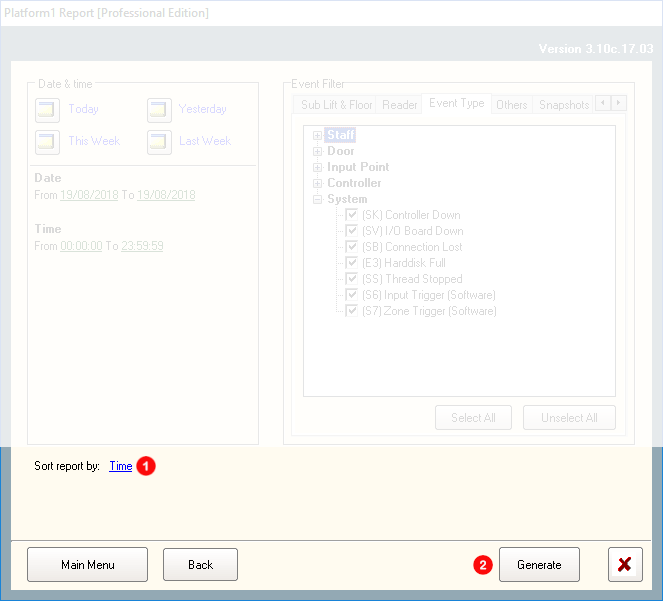 Platform1 Report [Professional Edition]
Version 3.10c.17.03
Date & time
Today
Yesterday
This Week
Last Week
Date
From 19/08/2018 To 19/08/2018
Time
From 00:00:00 To 23:59:59
Event Filter
Sub Lift & Floor Reader Event Type Others Snapshots
Staff
Door
Input Point
Controller
System
(SK) Controller Down
(SV) I/O Board Down
(SB) Connection Lost
(E3) Harddisk Full
(SS) Thread Stopped
(S6) Input Trigger (Software)
(S7) Zone Trigger (Software)
Select All
Unselect All
Sort report by: Time 1
Main Menu
Back
2
Generate